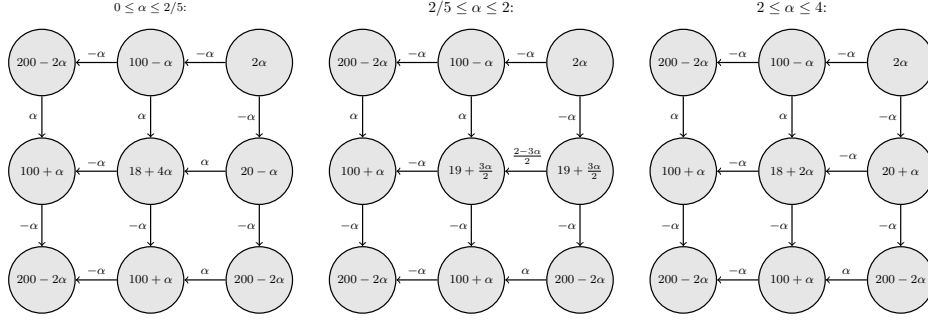 0 ≤ α ≤ 2/5:
200 − 2α −α 100 − α −α 2α
α α −α
100 + α −α 18 + 4α α 20 − α
−α −α −α
200 − 2α −α 100 + α α 200 − 2α
2/5 ≤ α ≤ 2:
200 − 2α −α 100 − α −α 2α
α α −α
100 + α −α 19 + 3α/2 2−3α/2 19 + 3α/2
−α −α −α
200 − 2α −α 100 + α α 200 − 2α
2 ≤ α ≤ 4:
200 − 2α −α 100 − α −α 2α
α α −α
100 + α −α 18 + 2α −α 20 + α
−α −α −α
200 − 2α −α 100 + α α 200 − 2α